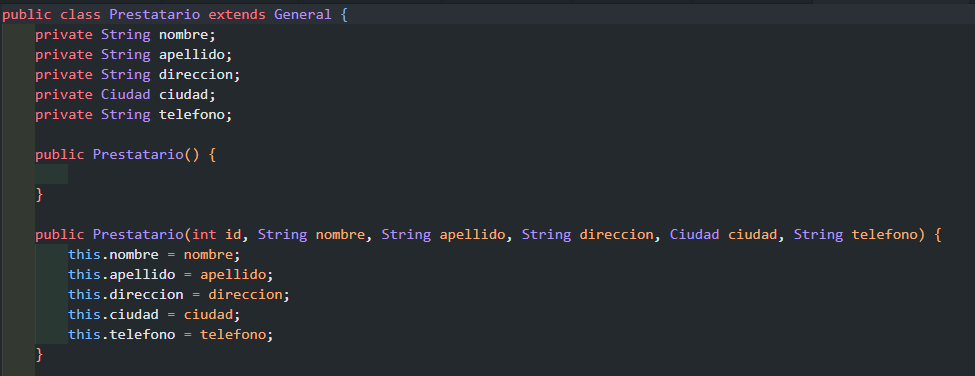 public class Prestatario extends General {
    private String nombre;
    private String apellido;
    private String direccion;
    private Ciudad ciudad;
    private String telefono;

    public Prestatario() {

    }

    public Prestatario(int id, String nombre, String apellido, String direccion, Ciudad ciudad, String telefono) {
        this.nombre = nombre;
        this.apellido = apellido;
        this.direccion = direccion;
        this.ciudad = ciudad;
        this.telefono = telefono;
    }